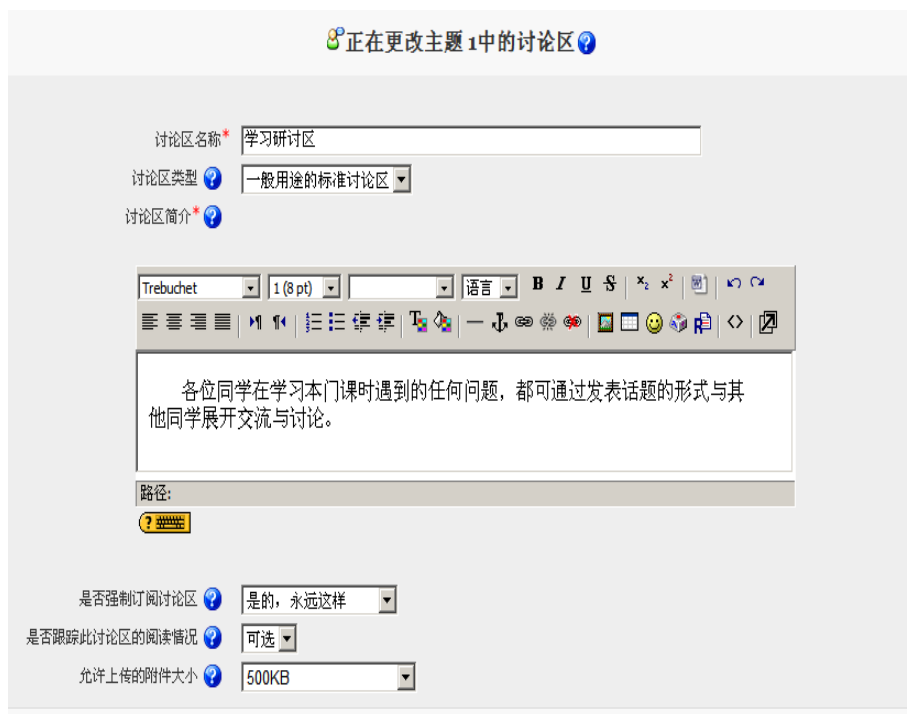 正在更改主题 1中的讨论区
讨论区名称* 学习研讨区
讨论区类型 一般用途的标准讨论区
讨论区简介*
Trebuchet 1 (8 pt) 语言 B I U S x₂ x²
各位同学在学习本门课时遇到的任何问题，都可通过发表话题的形式与其
他同学展开交流与讨论。
路径:
是否强制订阅讨论区 是的，永远这样
是否跟踪此讨论区的阅读情况 可选
允许上传的附件大小 500KB